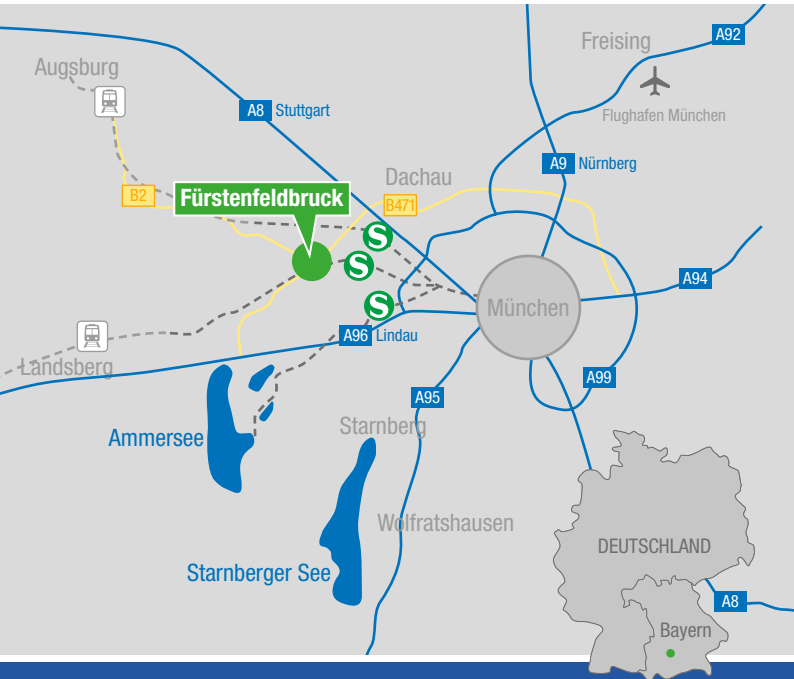 A92
Freising
Augsburg
A8 Stuttgart
Flughafen München
A9 Nürnberg
Dachau
B2
Fürstenfeldbruck
B471
S
S
S
A94
München
A96 Lindau
Landsberg
A99
A95
Starnberg
Ammersee
Wolfratshausen
DEUTSCHLAND
Starnberger See
A8
Bayern